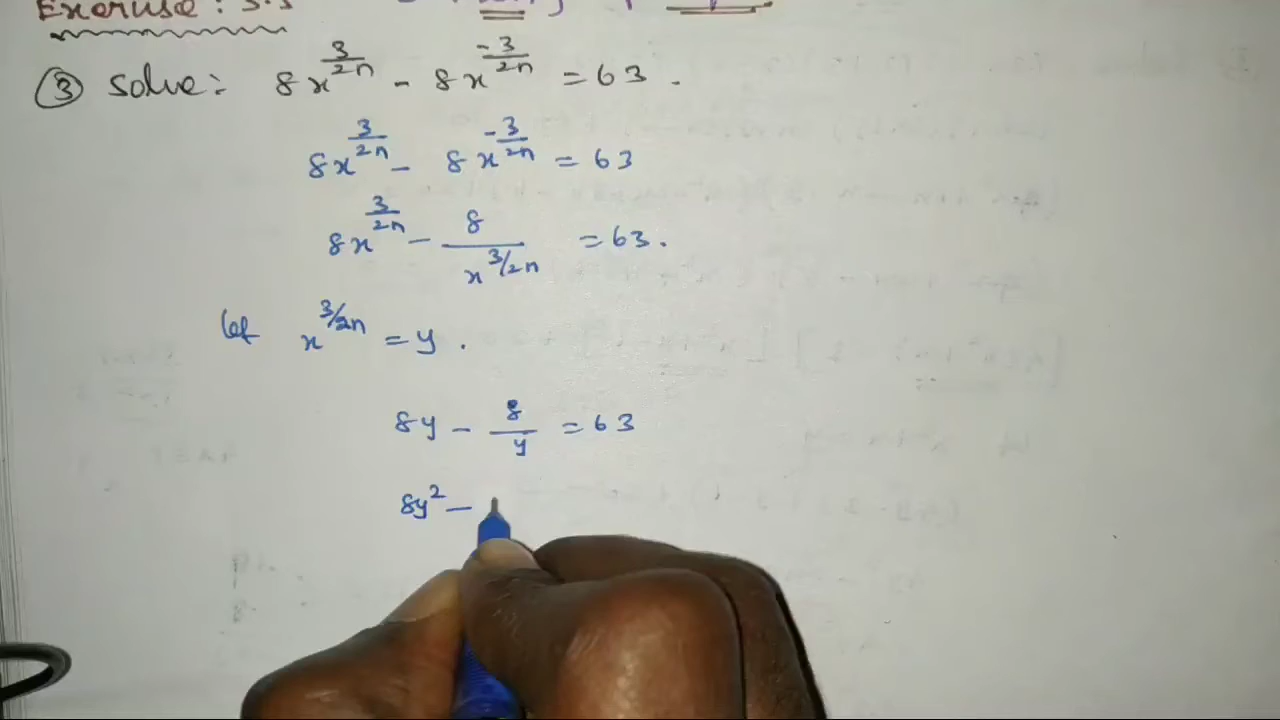 Exercise: 
③ Solve: 8x^(3/2n) - 8x^(-3/2n) = 63.
8x^(3/2n) - 8x^(-3/2n) = 63
8x^(3/2n) - 8/x^(3/2n) = 63.
let x^(3/2n) = y.
8y - 8/y = 63
8y² -